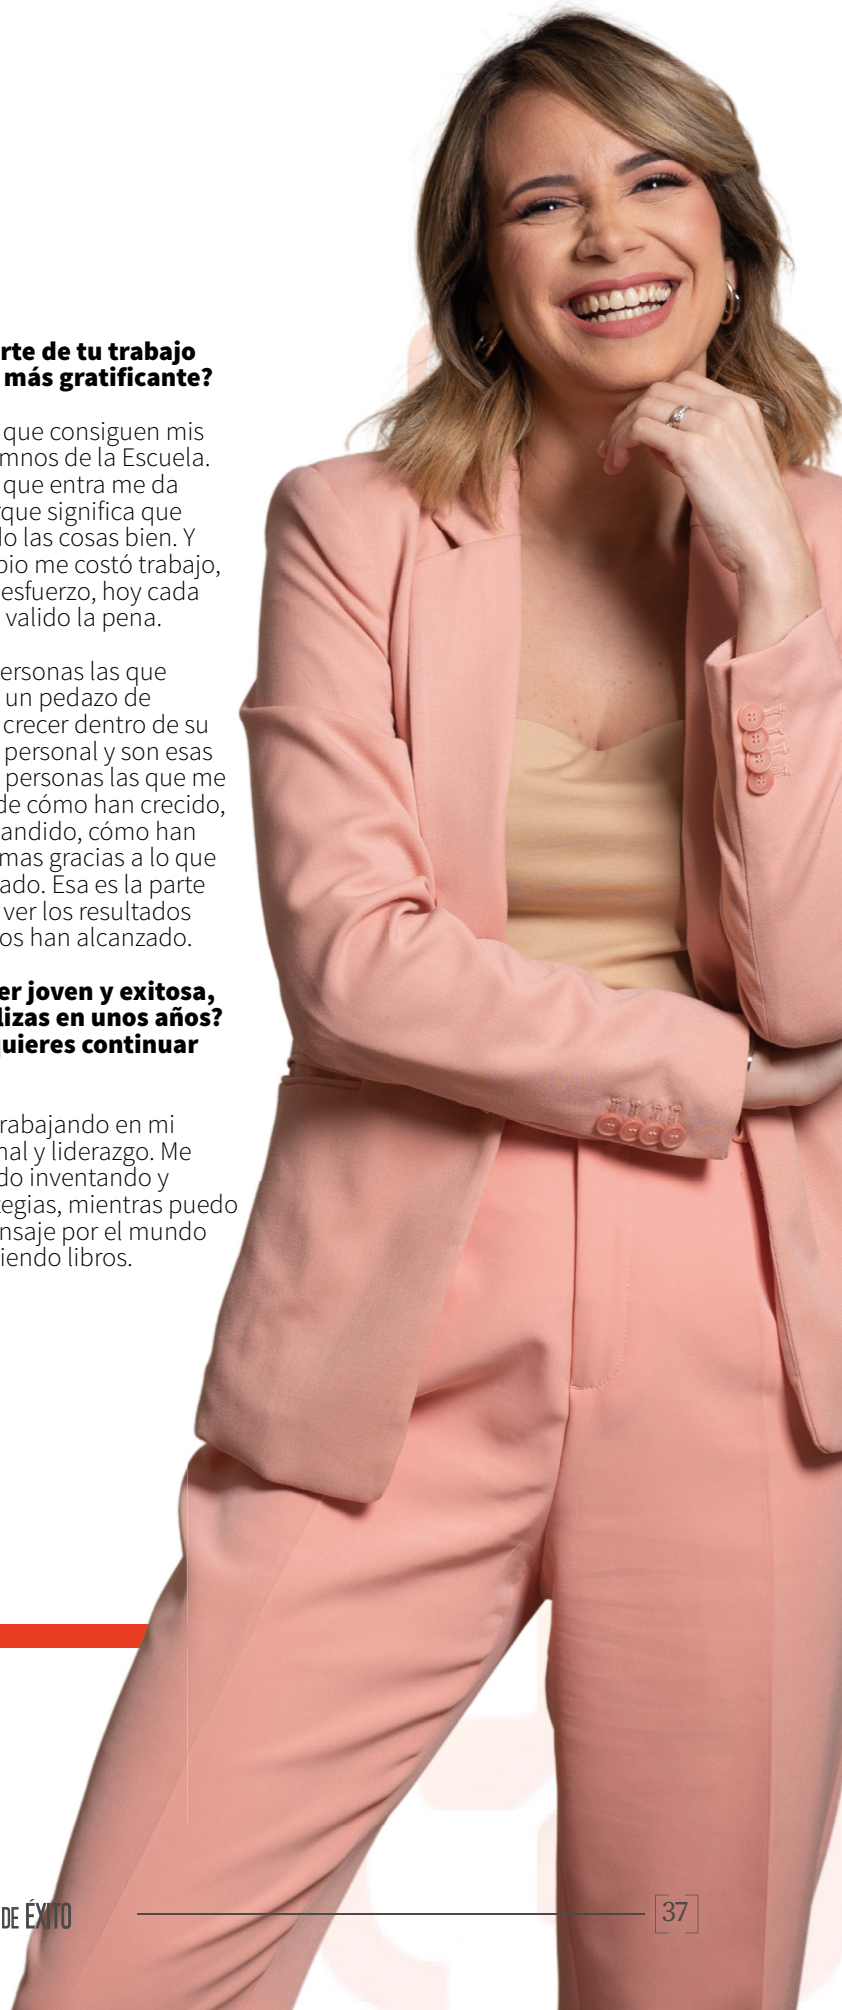 rte de tu trabajo
más gratificante?
que consiguen mis
mnos de la Escuela.
que entra me da
que significa que
lo las cosas bien. Y
pio me costó trabajo,
esfuerzo, hoy cada
valido la pena.
ersonas las que
un pedazo de
crecer dentro de su
personal y son esas
personas las que me
de cómo han crecido,
andido, cómo han
mas gracias a lo que
ado. Esa es la parte
ver los resultados
os han alcanzado.
er joven y exitosa,
lizas en unos años?
quieres continuar
rabajando en mi
nal y liderazgo. Me
do inventando y
tegias, mientras puedo
nsaje por el mundo
iendo libros.
DE ÉXITO
37